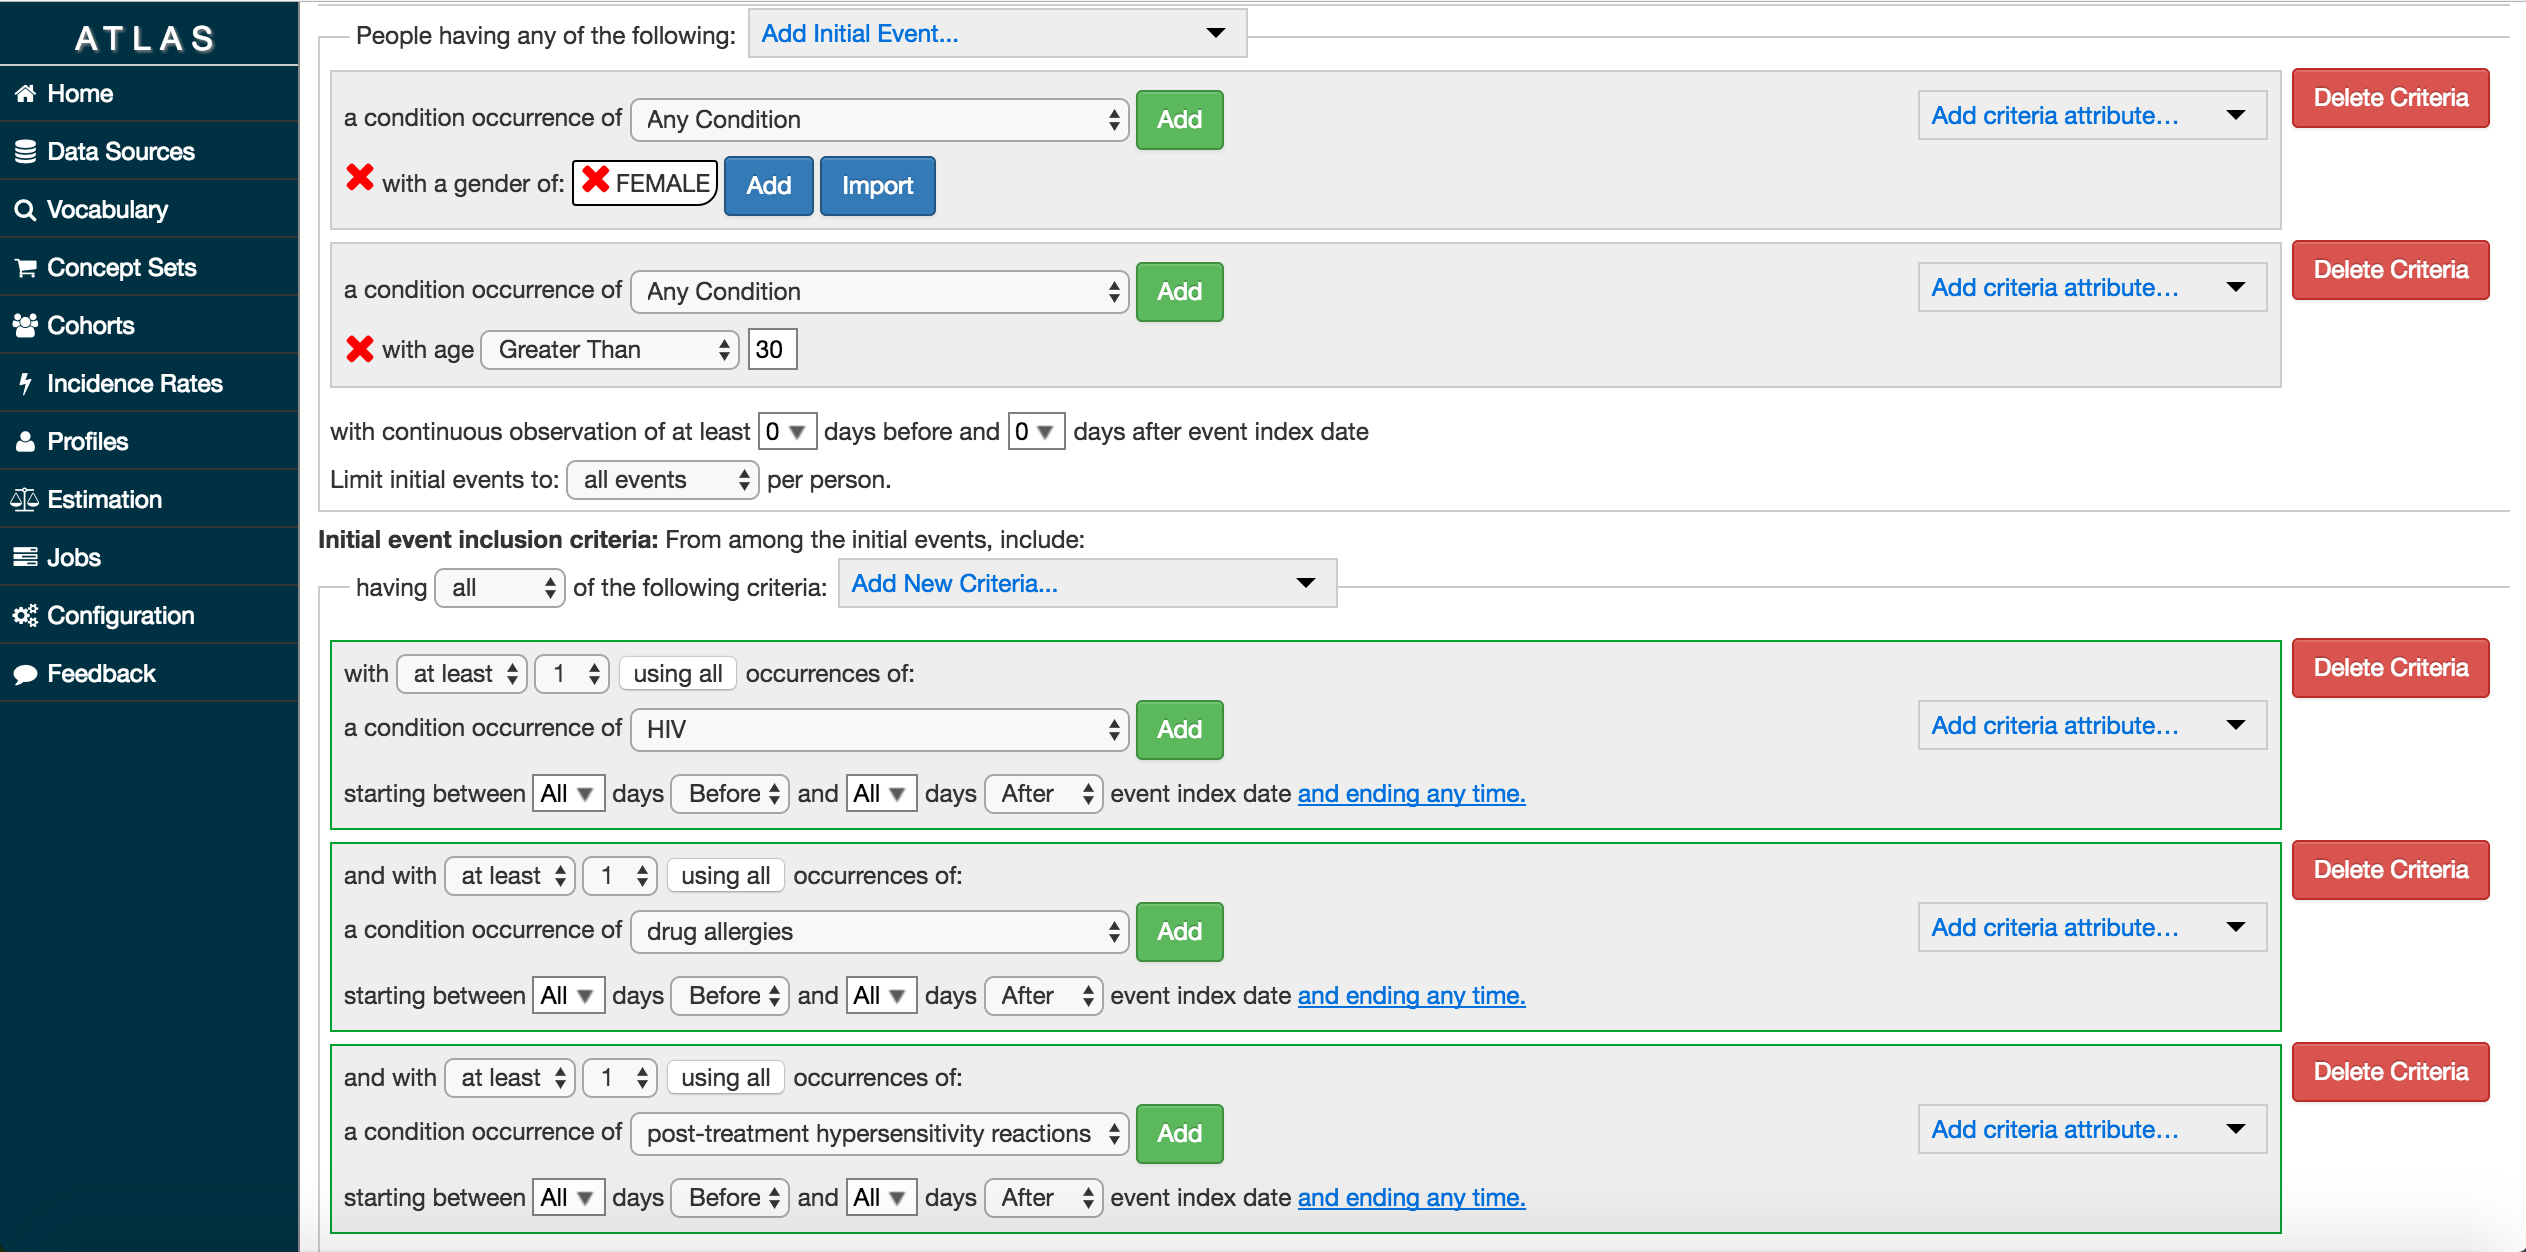 ATLAS
Home
Data Sources
Vocabulary
Concept Sets
Cohorts
Incidence Rates
Profiles
Estimation
Jobs
Configuration
Feedback
People having any of the following: Add Initial Event...
a condition occurrence of Any Condition Add Add criteria attribute... Delete Criteria
with a gender of: FEMALE Add Import
a condition occurrence of Any Condition Add Add criteria attribute... Delete Criteria
with age Greater Than 30
with continuous observation of at least 0 days before and 0 days after event index date
Limit initial events to: all events per person.
Initial event inclusion criteria: From among the initial events, include:
having all of the following criteria: Add New Criteria...
with at least 1 using all occurrences of: Delete Criteria
a condition occurrence of HIV Add Add criteria attribute...
starting between All days Before and All days After event index date and ending any time.
and with at least 1 using all occurrences of: Delete Criteria
a condition occurrence of drug allergies Add Add criteria attribute...
starting between All days Before and All days After event index date and ending any time.
and with at least 1 using all occurrences of: Delete Criteria
a condition occurrence of post-treatment hypersensitivity reactions Add Add criteria attribute...
starting between All days Before and All days After event index date and ending any time.